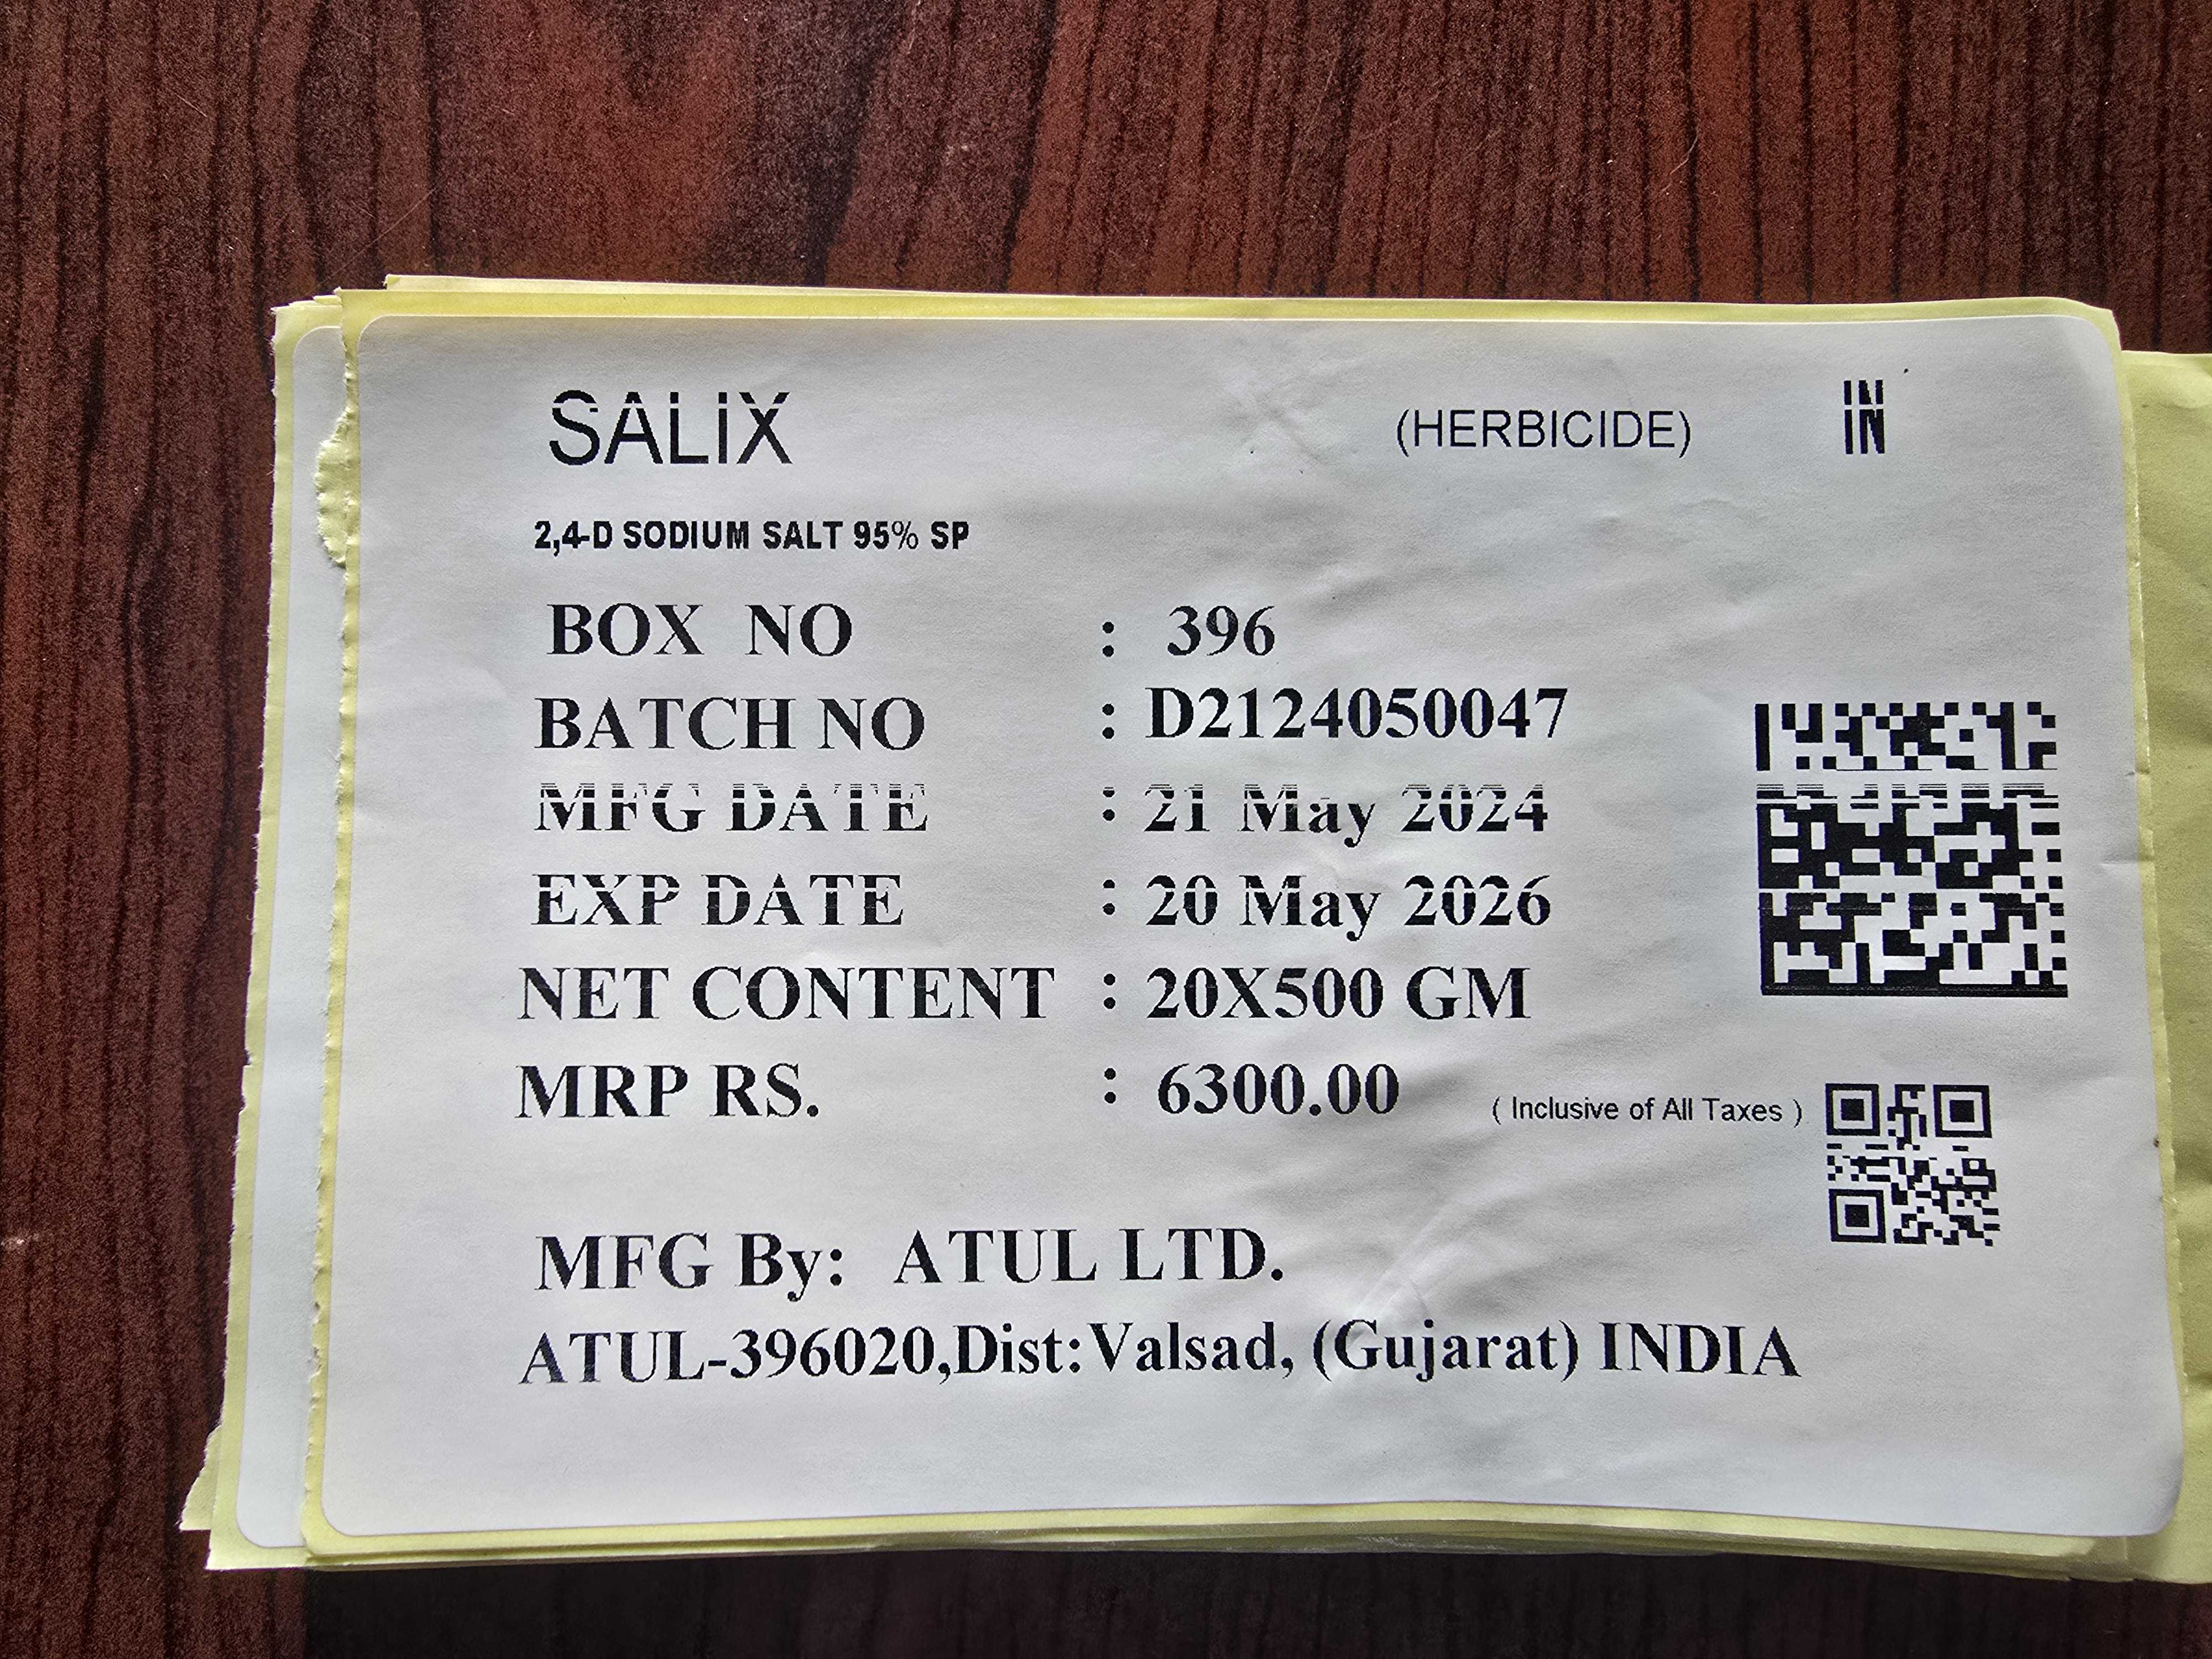 SALIX (HERBICIDE) IN
2,4-D SODIUM SALT 95% SP
BOX NO : 396
BATCH NO : D2124050047
MFG DATE : 21 May 2024
EXP DATE : 20 May 2026
NET CONTENT : 20X500 GM
MRP RS. : 6300.00 ( Inclusive of All Taxes )
MFG By: ATUL LTD.
ATUL-396020,Dist:Valsad, (Gujarat) INDIA